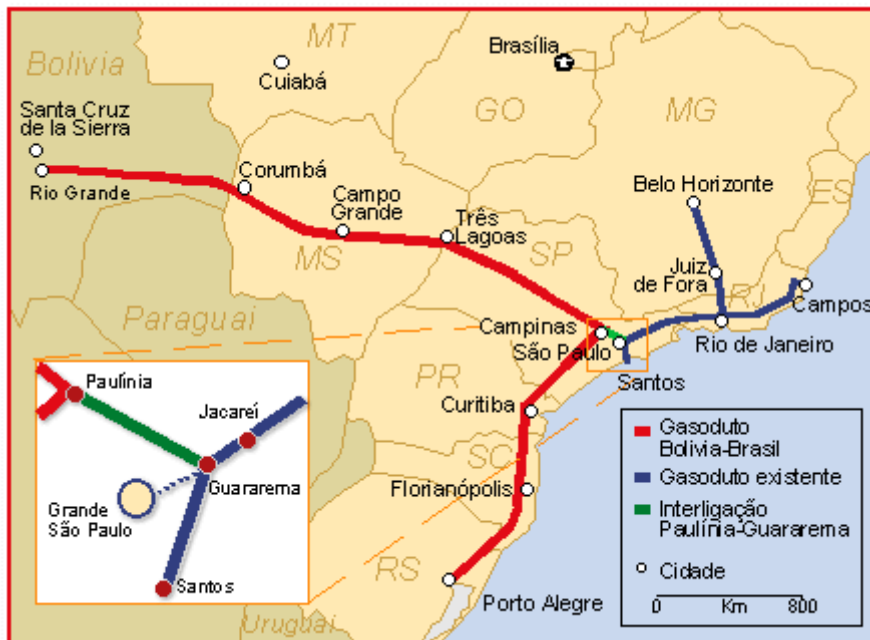 MT
Brasília
Bolivia
Cuiabá
GO
MG
Santa Cruz
de la Sierra
Rio Grande
Corumbá
Campo
Grande
Três
Lagoas
Belo Horizonte
ES
MS
SP
Juiz
de Fora
RJ
Campos
Paraguai
Campinas
São Paulo
Rio de Janeiro
Santos
PR
Curitiba
SC
Florianópolis
RS
Porto Alegre
Uruguai
Paulínia
Jacareí
Guararema
Grande
São Paulo
Santos
Gasoduto
Bolivia-Brasil
Gasoduto existente
Interligação
Paulínia-Guararema
Cidade
0 Km 800